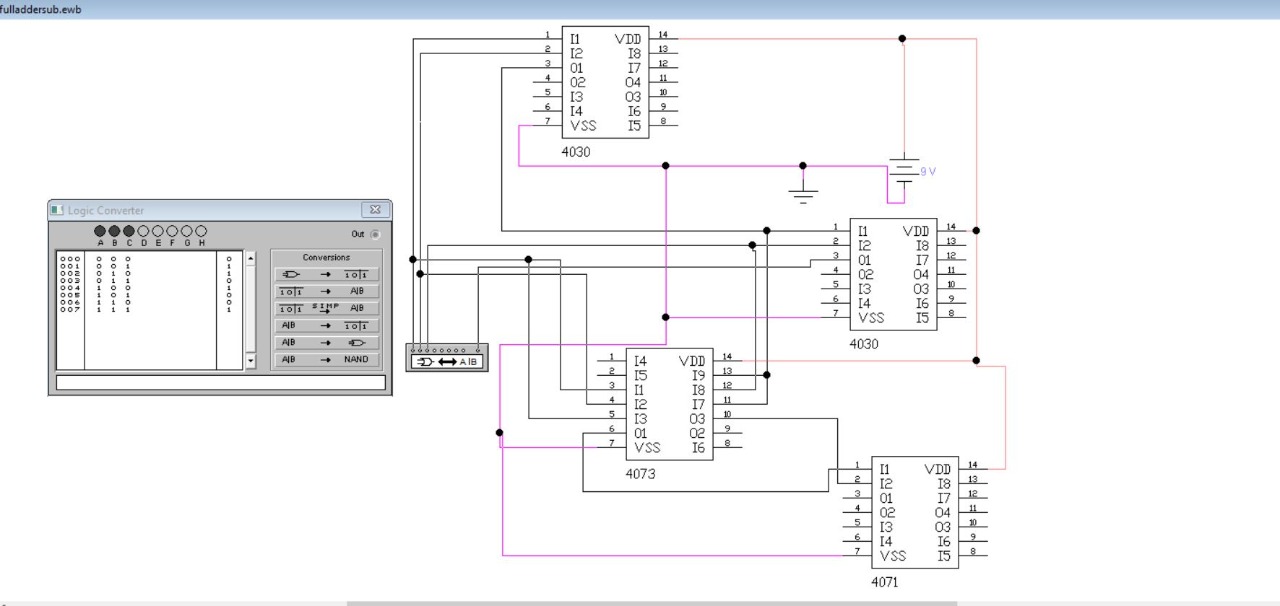 fulladdersub.ewb
1 I1 VDD 14
2 I2 I8 13
3 O1 I7 12
4 O2 O4 11
5 I3 O3 10
6 I4 I6 9
7 VSS I5 8
4030
9 V
Logic Converter
A B C D E F G H
Out
000 0 0 0 0
001 0 0 1 1
002 0 1 0 1
003 0 1 1 0
004 1 0 0 1
005 1 0 1 0
006 1 1 0 0
007 1 1 1 1
Conversions
→ 1 0 1
1 0 1 → A|B
1 0 1 SIMP → A|B
A|B → 1 0 1
A|B →
A|B → NAND
A|B
1 I1 VDD 14
2 I2 I8 13
3 O1 I7 12
4 O2 O4 11
5 I3 O3 10
6 I4 I6 9
7 VSS I5 8
4030
1 I4 VDD 14
2 I5 I9 13
3 I1 I8 12
4 I2 I7 11
5 I3 O3 10
6 O1 O2 9
7 VSS I6 8
4073
1 I1 VDD 14
2 I2 I8 13
3 O1 I7 12
4 O2 O4 11
5 I3 O3 10
6 I4 I6 9
7 VSS I5 8
4071